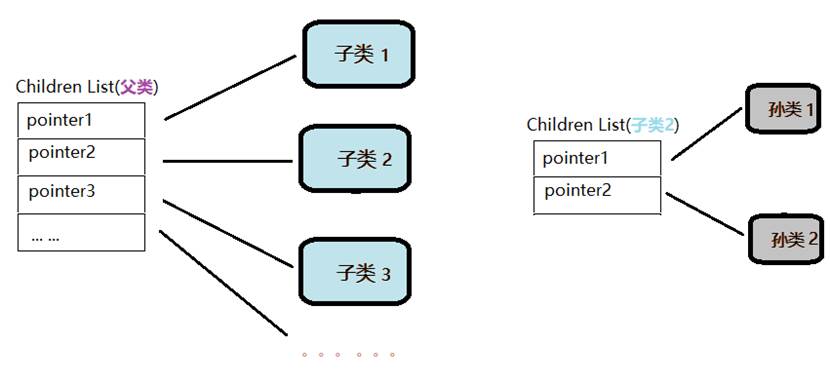 Children List(父类)
pointer1
pointer2
pointer3
... ...
子类 1
子类 2
子类 3
。。。。。。
Children List(子类2)
pointer1
pointer2
孙类 1
孙类 2